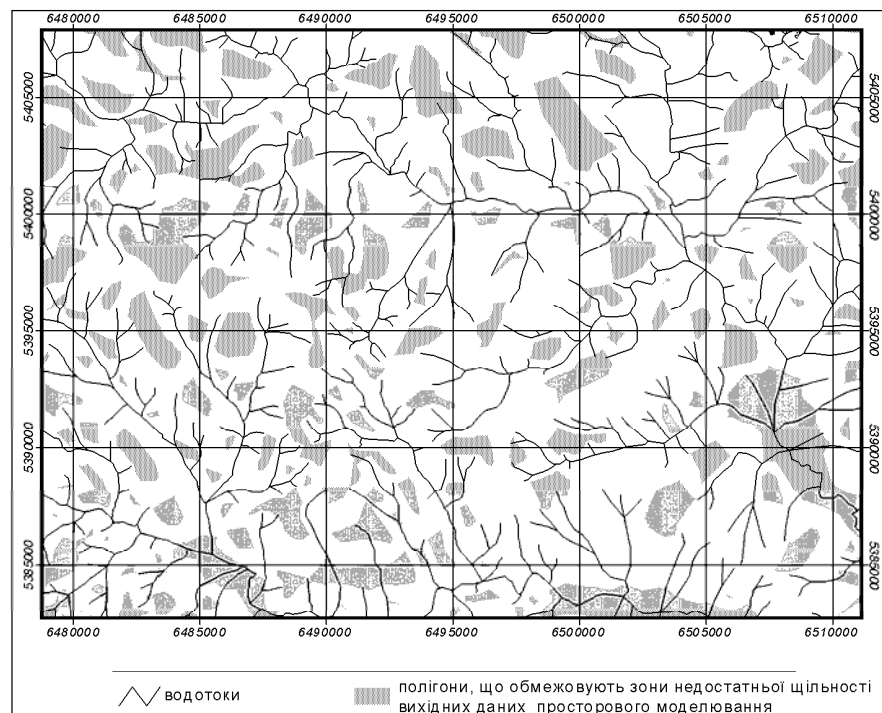 6480000 6485000 6490000 6495000 6500000 6505000 6510000
5405000 5405000
5400000 5400000
5395000 5395000
5390000 5390000
5385000 5385000
6480000 6485000 6490000 6495000 6500000 6505000 6510000
водотоки
полігони, що обмежовують зони недостатньої щільності
вихідних даних просторового моделювання